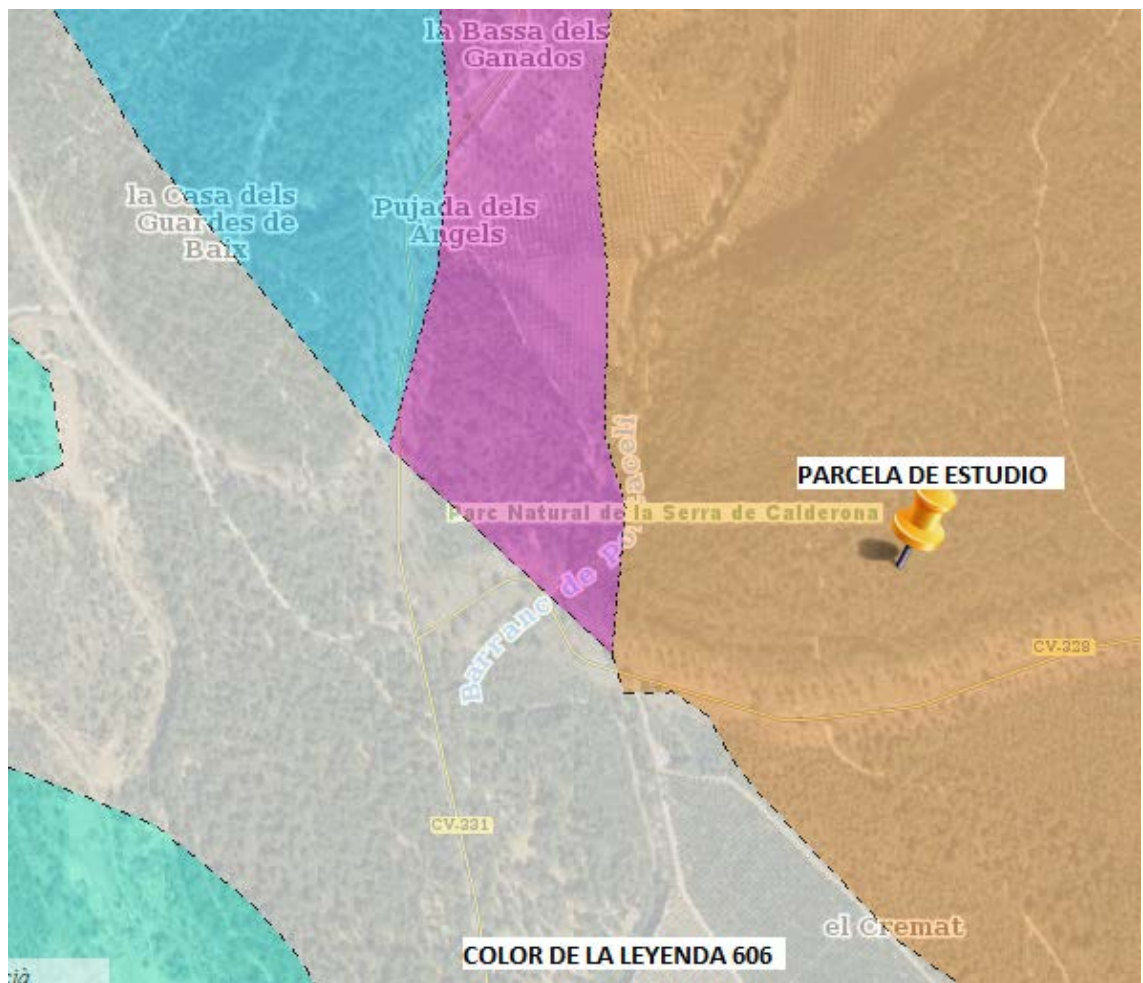 la Bassa dels
Ganados
la Casa dels
Guardes de
Baix
Pujada dels
Àngels
PARCELA DE ESTUDIO
Parc Natural de la Serra de Calderona
Barranc de Portaceli
CV-328
CV-331
el Cremat
COLOR DE LA LEYENDA 606